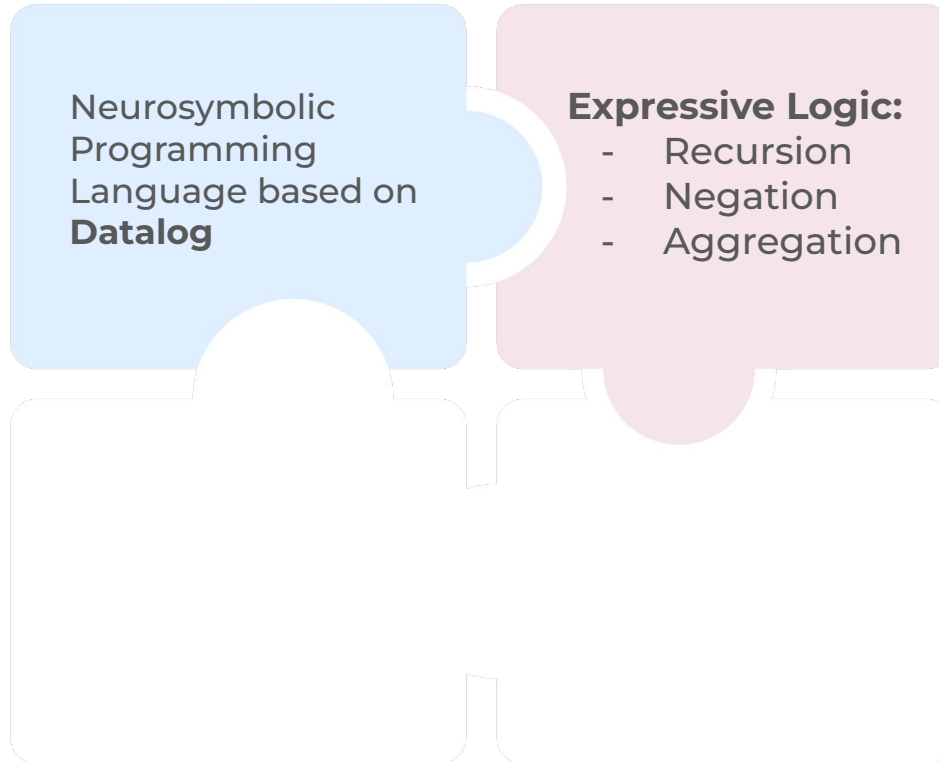 Neurosymbolic
Programming
Language based on
Datalog
Expressive Logic:
- Recursion
- Negation
- Aggregation